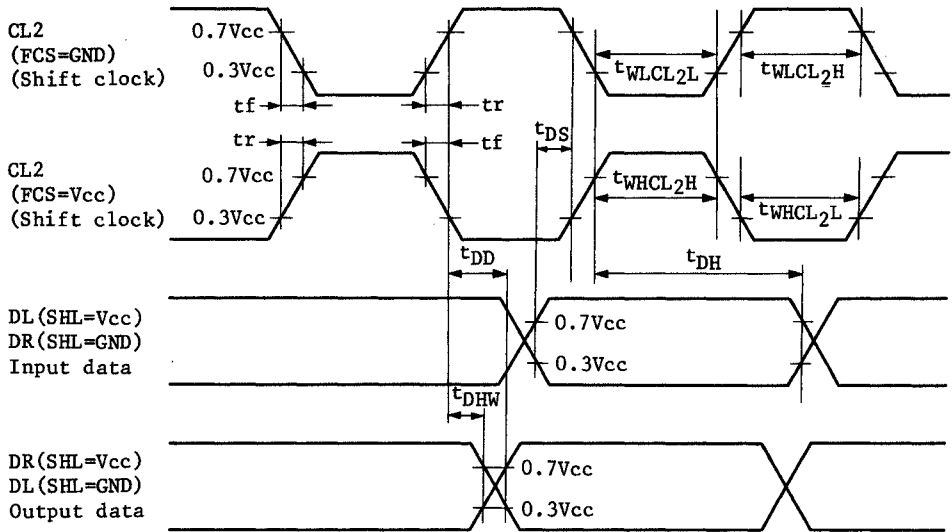 CL2
(FCS=GND)
(Shift clock)
0.7Vcc
0.3Vcc
tf
tr
tWLCL2L
tWLCL2H
tr
tf
tDS
CL2
(FCS=Vcc)
(Shift clock)
0.7Vcc
0.3Vcc
tWHCL2H
tWHCL2L
tDD
tDH
DL(SHL=Vcc)
DR(SHL=GND)
Input data
0.7Vcc
0.3Vcc
tDHW
DR(SHL=Vcc)
DL(SHL=GND)
Output data
0.7Vcc
0.3Vcc